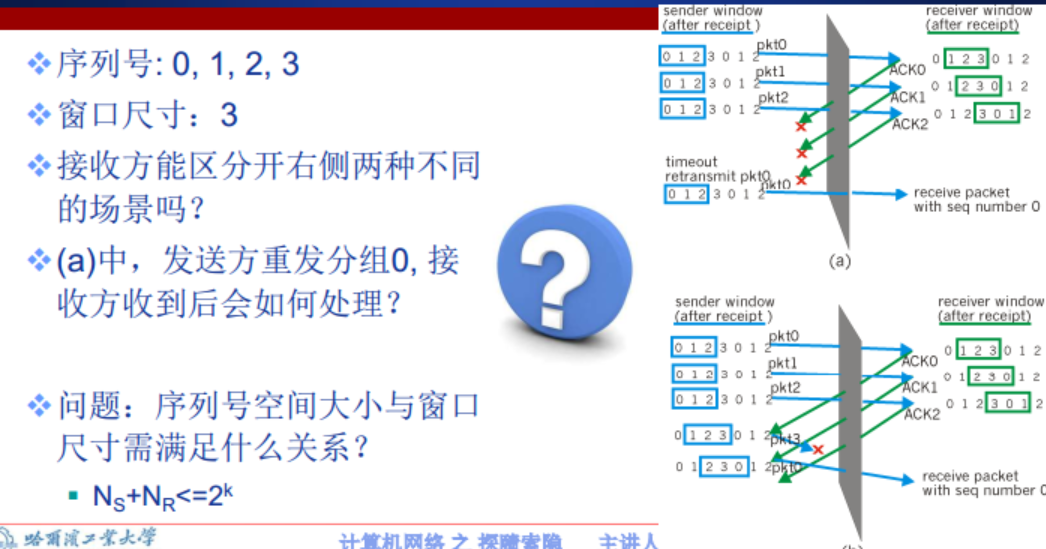 序列号: 0, 1, 2, 3
窗口尺寸：3
接收方能区分开右侧两种不同
的场景吗？
(a)中，发送方重发分组0, 接
收方收到后会如何处理？
问题：序列号空间大小与窗口
尺寸需满足什么关系？
N_S+N_R<=2^k
哈爾濱工業大學
计算机网络 之 探赜索隐 主讲人
sender window
(after receipt )
receiver window
(after receipt)
0 1 2 3 0 1 2
pkt0
0 1 2 3 0 1 2
ACK0
0 1 2 3 0 1 2
pkt1
0 1 2 3 0 1 2
ACK1
0 1 2 3 0 1 2
pkt2
0 1 2 3 0 1 2
ACK2
timeout
retransmit pkt0
0 1 2 3 0 1 2
pkt0
receive packet
with seq number 0
(a)
sender window
(after receipt )
receiver window
(after receipt)
0 1 2 3 0 1 2
pkt0
0 1 2 3 0 1 2
ACK0
0 1 2 3 0 1 2
pkt1
0 1 2 3 0 1 2
ACK1
0 1 2 3 0 1 2
pkt2
0 1 2 3 0 1 2
ACK2
0 1 2 3 0 1 2
pkt3
0 1 2 3 0 1 2
pkt0
receive packet
with seq number 0
(b)